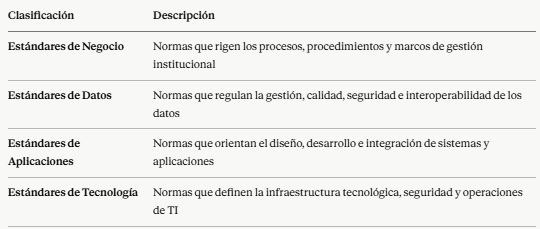 Clasificación Descripción
Estándares de Negocio Normas que rigen los procesos, procedimientos y marcos de gestión
institucional
Estándares de Datos Normas que regulan la gestión, calidad, seguridad e interoperabilidad de los
datos
Estándares de Normas que orientan el diseño, desarrollo e integración de sistemas y
Aplicaciones aplicaciones
Estándares de Tecnología Normas que definen la infraestructura tecnológica, seguridad y operaciones
de TI